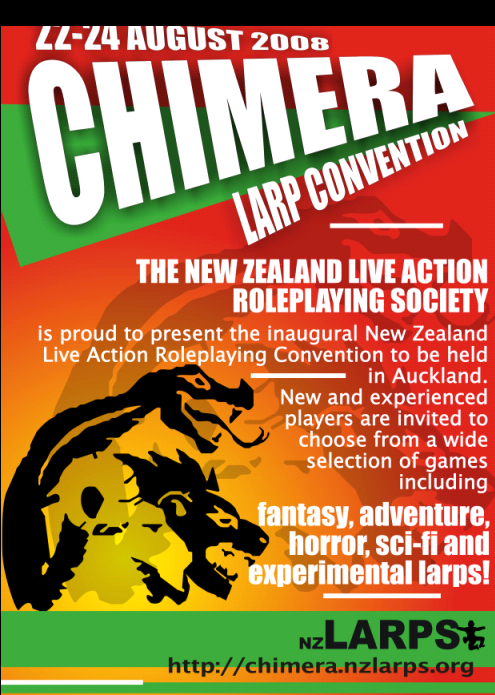 22-24 AUGUST 2008
CHIMERA
LARP CONVENTION
THE NEW ZEALAND LIVE ACTION
ROLEPLAYING SOCIETY
is proud to present the inaugural New Zealand
Live Action Roleplaying Convention to be held
in Auckland.
New and experienced
players are invited to
choose from a wide
selection of games
including
fantasy, adventure,
horror, sci-fi and
experimental larps!
NZLARPS
http://chimera.nzlarps.org